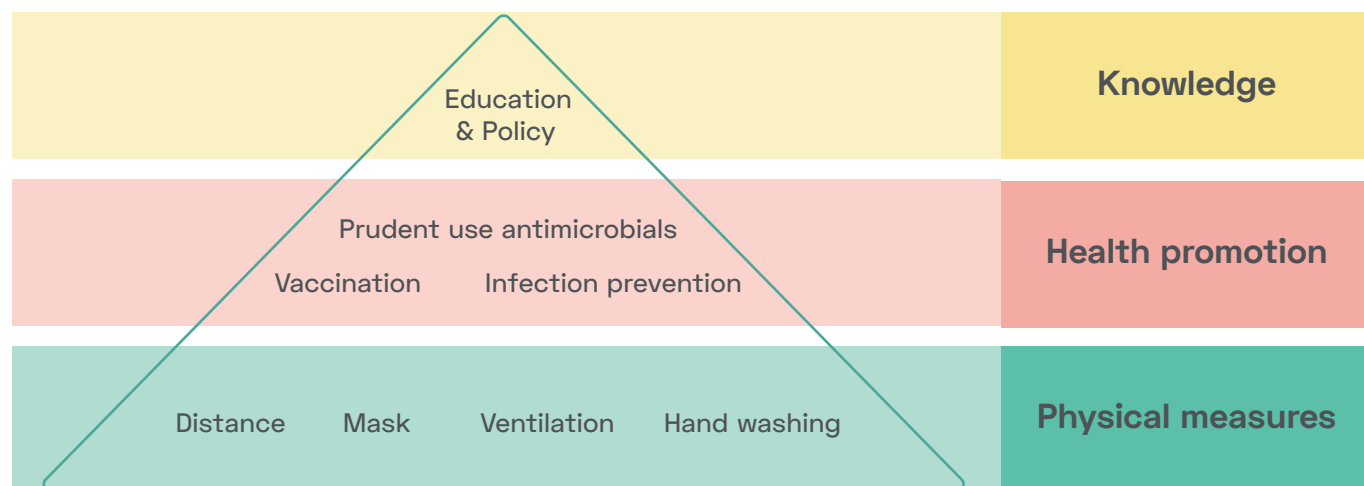 Education
& Policy
Knowledge
Prudent use antimicrobials
Vaccination Infection prevention
Health promotion
Distance Mask Ventilation Hand washing
Physical measures